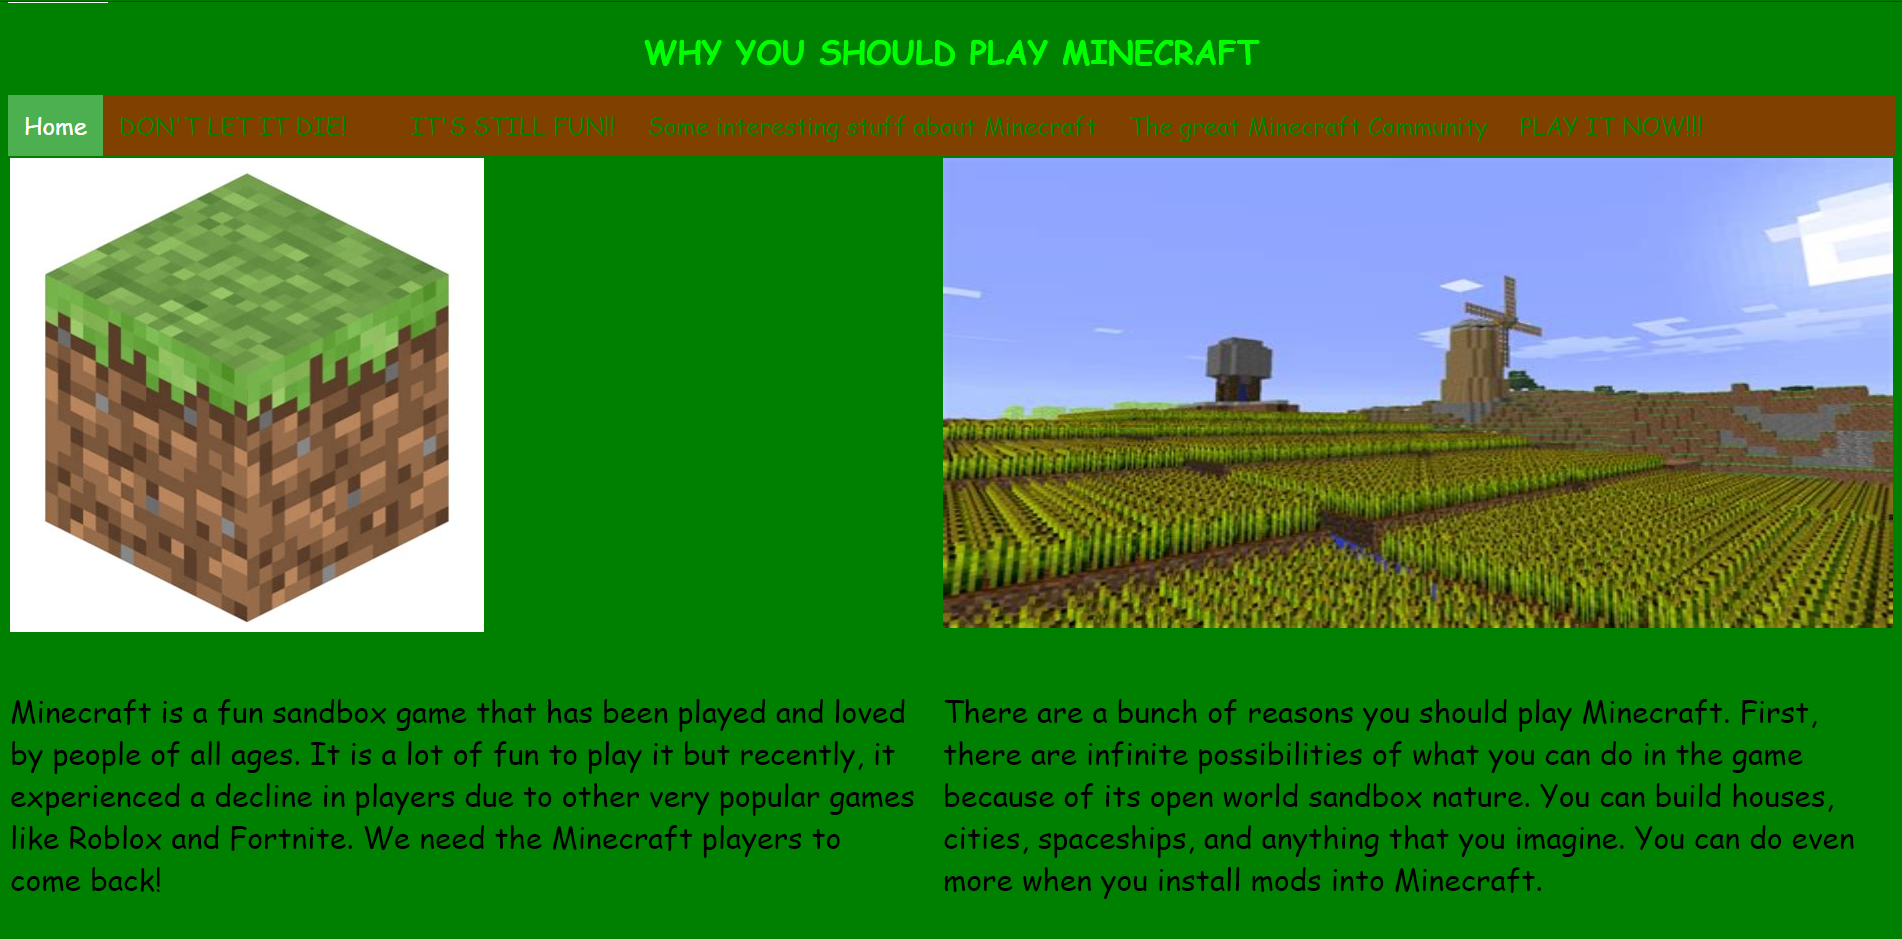 WHY YOU SHOULD PLAY MINECRAFT
Home DON'T LET IT DIE! IT'S STILL FUN!! Some interesting stuff about Minecraft The great Minecraft Community PLAY IT NOW!!!
Minecraft is a fun sandbox game that has been played and loved
by people of all ages. It is a lot of fun to play it but recently, it
experienced a decline in players due to other very popular games
like Roblox and Fortnite. We need the Minecraft players to
come back!
There are a bunch of reasons you should play Minecraft. First,
there are infinite possibilities of what you can do in the game
because of its open world sandbox nature. You can build houses,
cities, spaceships, and anything that you imagine. You can do even
more when you install mods into Minecraft.